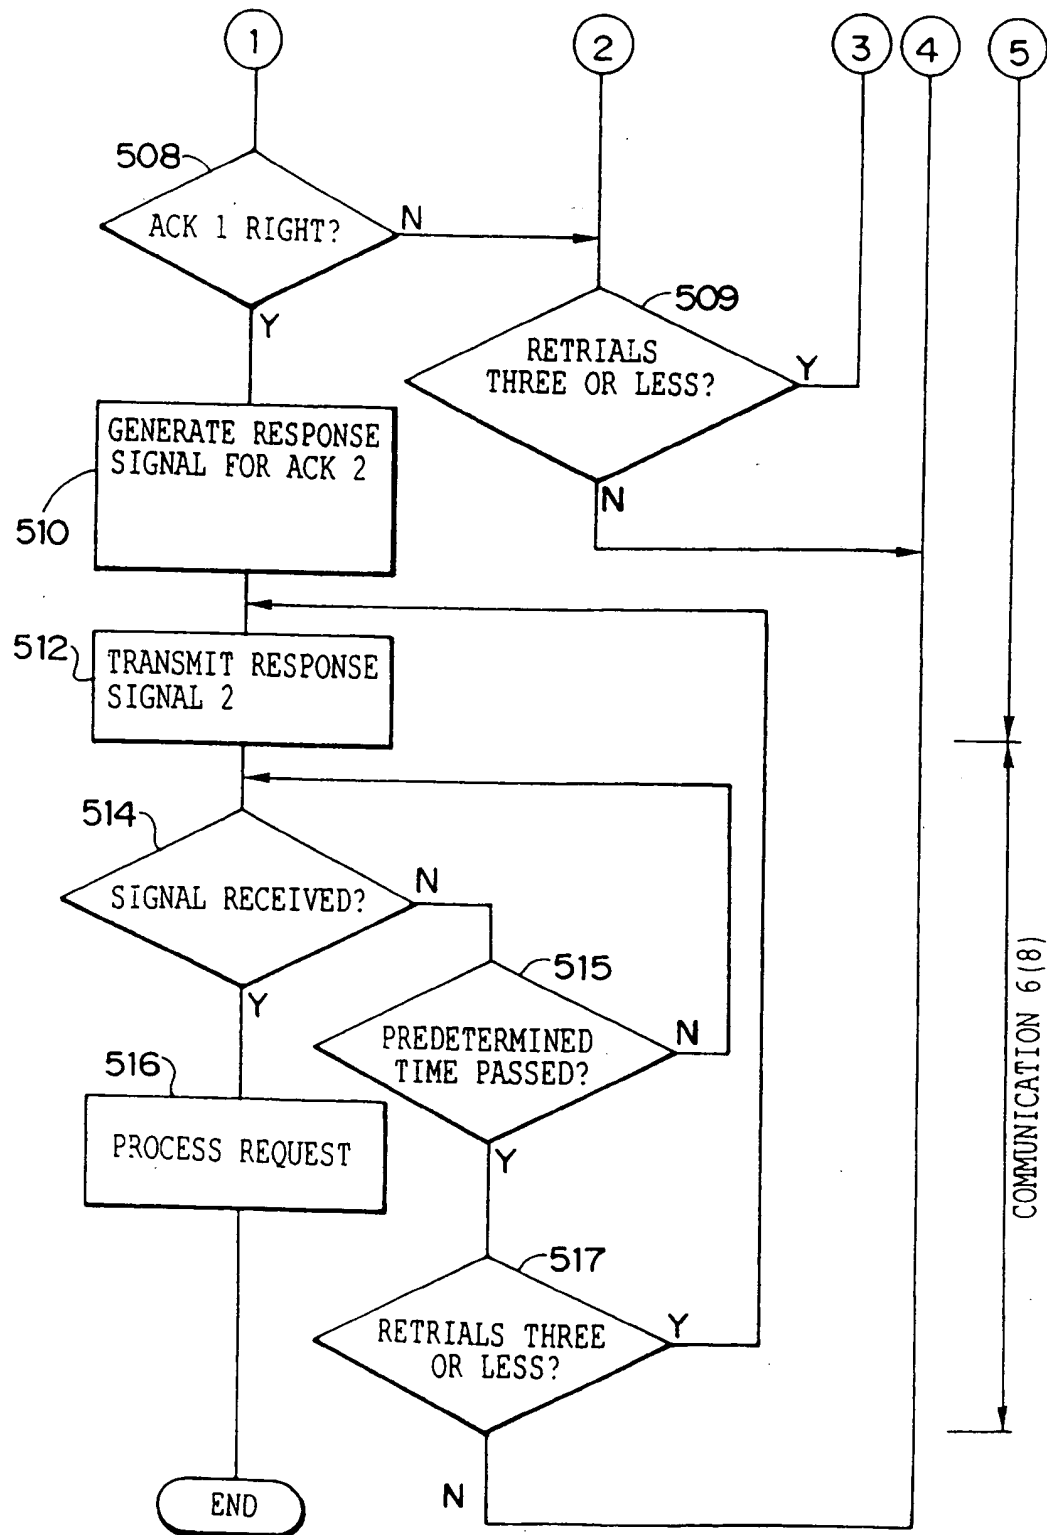 1
2
3
4
5
508
ACK 1 RIGHT?
N
Y
509
RETRIALS
THREE OR LESS?
Y
N
GENERATE RESPONSE
SIGNAL FOR ACK 2
510
512
TRANSMIT RESPONSE
SIGNAL 2
514
SIGNAL RECEIVED?
N
Y
515
PREDETERMINED
TIME PASSED?
N
Y
516
PROCESS REQUEST
517
RETRIALS THREE
OR LESS?
Y
N
END
COMMUNICATION 6(8)